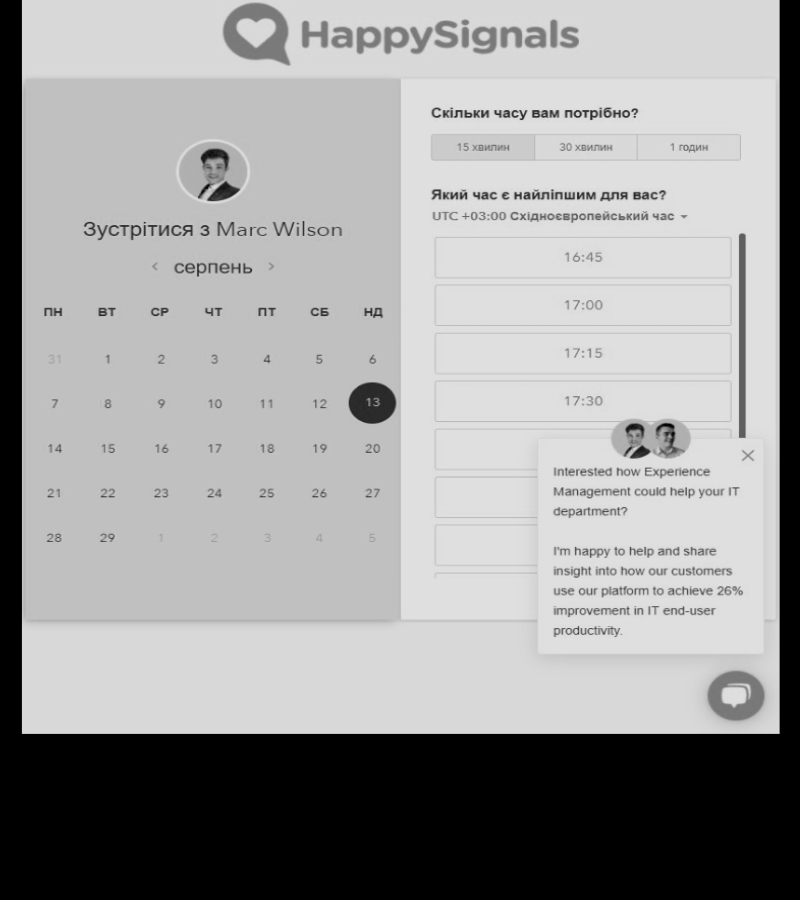 HappySignals
Зустрітися з Marc Wilson
серпень
ПН ВТ СР ЧТ ПТ СБ НД
31 1 2 3 4 5 6
7 8 9 10 11 12 13
14 15 16 17 18 19 20
21 22 23 24 25 26 27
28 29 1 2 3 4 5
Скільки часу вам потрібно?
15 хвилин 30 хвилин 1 годин
Який час є найліпшим для вас?
UTC +03:00 Східноєвропейський час
16:45
17:00
17:15
17:30
Interested how Experience
Management could help your IT
department?
I'm happy to help and share
insight into how our customers
use our platform to achieve 26%
improvement in IT end-user
productivity.